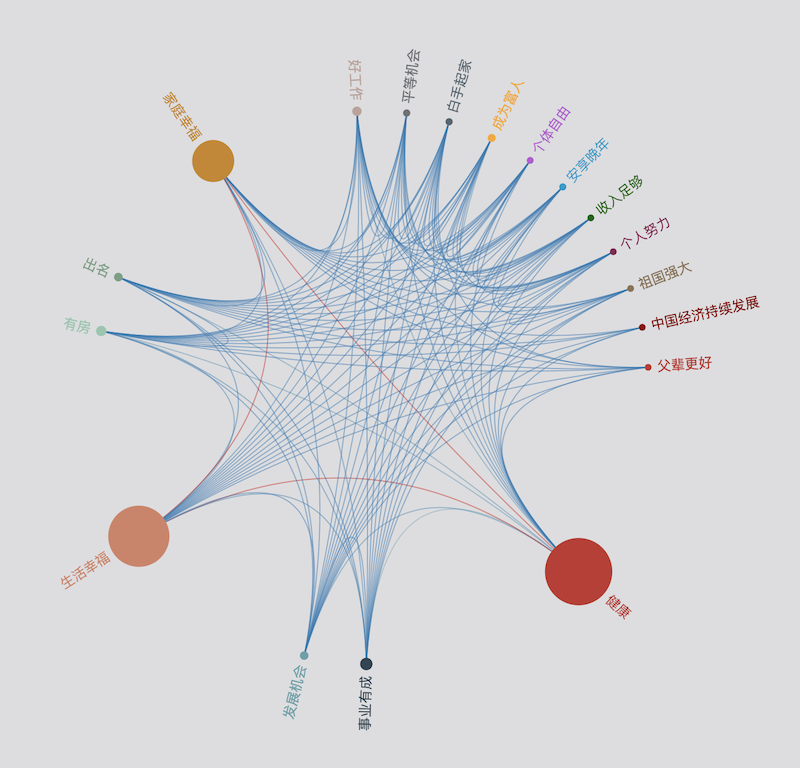 好工作
平等机会
白手起家
成为富人
个体自由
安享晚年
收入足够
个人努力
祖国强大
中国经济持续发展
父辈更好
健康
事业有成
发展机会
生活幸福
有房
出名
家庭幸福